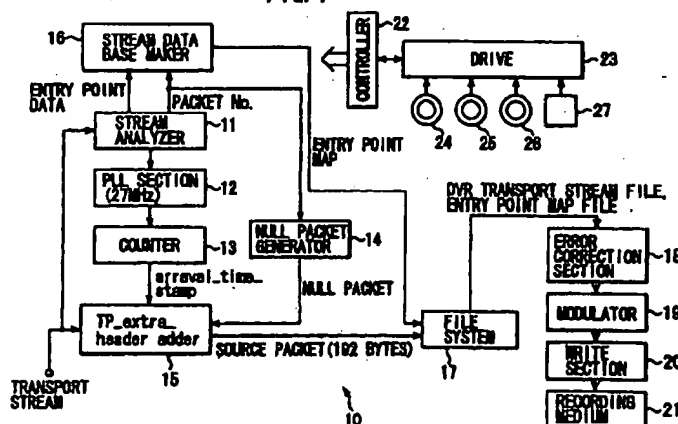 16
STREAM DATA
BASE MAKER
ENTRY POINT
DATA
PACKET No.
STREAM
ANALYZER
11
PLL SECTION
(27MHz)
12
COUNTER
13
arraval_time_
stamp
TP_extra_
header adder
15
TRANSPORT
STREAM
NULL PACKET
GENERATOR
14
NULL PACKET
ENTRY POINT
MAP
SOURCE PACKET (192 BYTES)
10
FILE
SYSTEM
17
CONTROLLER
22
DRIVE
23
24
25
26
27
DVR TRANSPORT STREAM FILE,
ENTRY POINT MAP FILE
ERROR
CORRECTION
SECTION
18
MODULATOR
19
WRITE
SECTION
20
RECORDING
MEDIUM
21